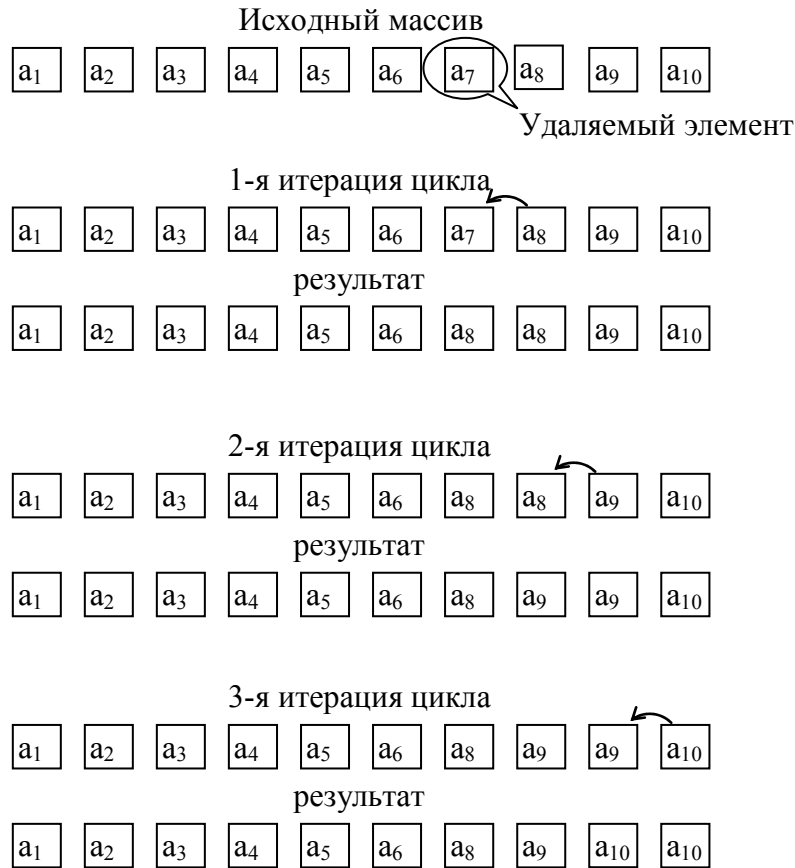 Исходный массив
a₁ a₂ a₃ a₄ a₅ a₆ a₇ a₈ a₉ a₁₀
Удаляемый элемент
1-я итерация цикла
a₁ a₂ a₃ a₄ a₅ a₆ a₇ a₈ a₉ a₁₀
результат
a₁ a₂ a₃ a₄ a₅ a₆ a₈ a₈ a₉ a₁₀
2-я итерация цикла
a₁ a₂ a₃ a₄ a₅ a₆ a₈ a₈ a₉ a₁₀
результат
a₁ a₂ a₃ a₄ a₅ a₆ a₈ a₉ a₉ a₁₀
3-я итерация цикла
a₁ a₂ a₃ a₄ a₅ a₆ a₈ a₉ a₉ a₁₀
результат
a₁ a₂ a₃ a₄ a₅ a₆ a₈ a₉ a₁₀ a₁₀